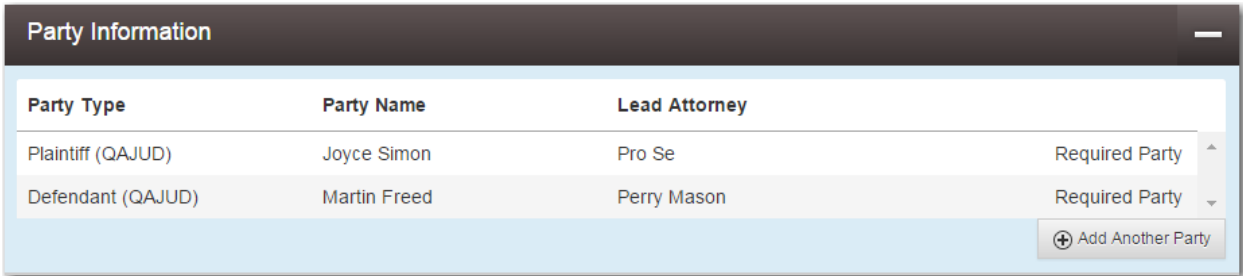 Party Information
Party Type Party Name Lead Attorney
Plaintiff (QAJUD) Joyce Simon Pro Se Required Party
Defendant (QAJUD) Martin Freed Perry Mason Required Party
Add Another Party